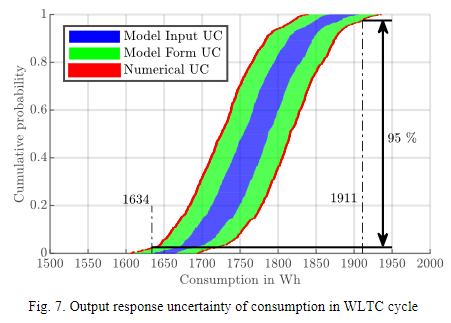 1
0.8
0.6
0.4
0.2
0
Cumulative probability
Model Input UC
Model Form UC
Numerical UC
95 %
1634
1911
1500 1550 1600 1650 1700 1750 1800 1850 1900 1950 2000
Consumption in Wh
Fig. 7. Output response uncertainty of consumption in WLTC cycle